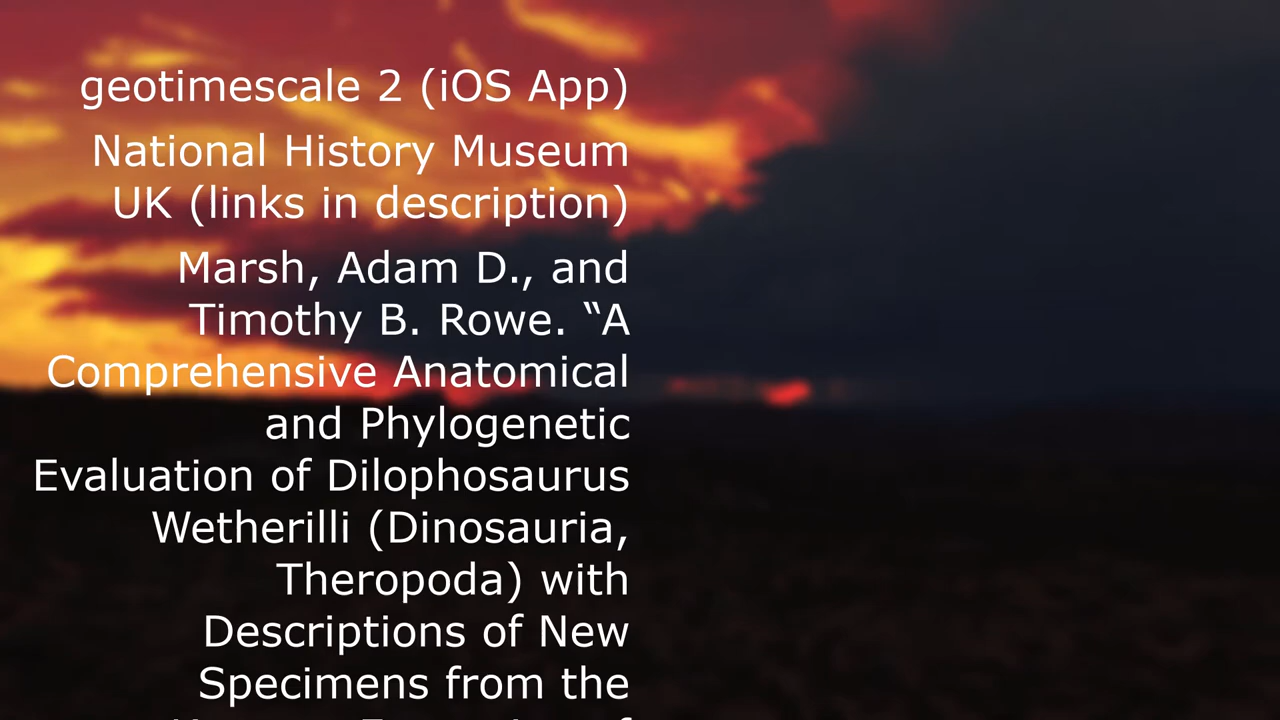 geotimescale 2 (iOS App)
National History Museum
UK (links in description)
Marsh, Adam D., and
Timothy B. Rowe. “A
Comprehensive Anatomical
and Phylogenetic
Evaluation of Dilophosaurus
Wetherilli (Dinosauria,
Theropoda) with
Descriptions of New
Specimens from the